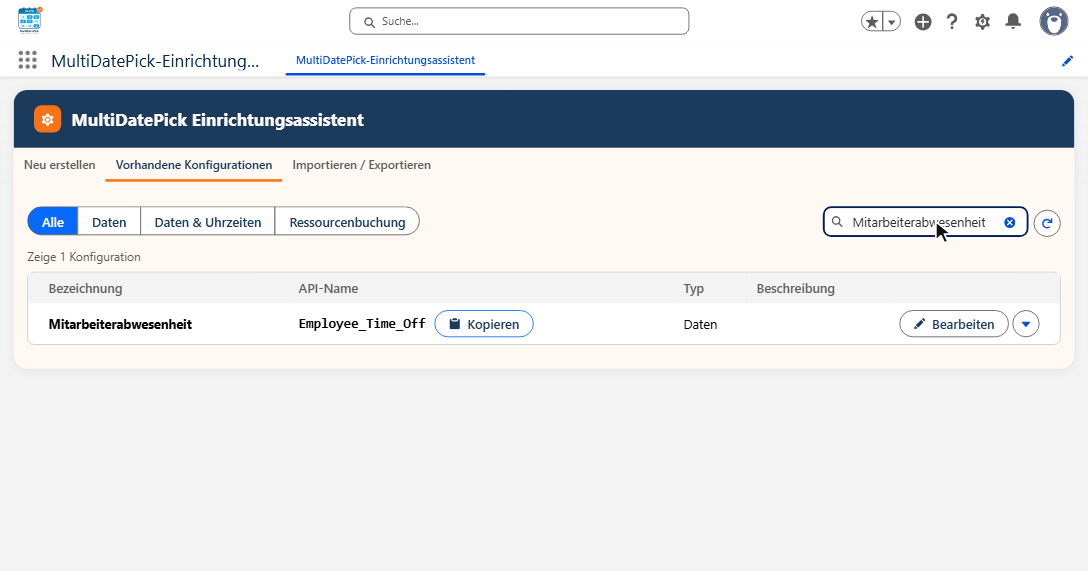 Suche...
MultiDatePick-Einrichtung...
MultiDatePick-Einrichtungsassistent
MultiDatePick Einrichtungsassistent
Neu erstellen
Vorhandene Konfigurationen
Importieren / Exportieren
Alle
Daten
Daten & Uhrzeiten
Ressourcenbuchung
Mitarbeiterabwesenheit
Zeige 1 Konfiguration
Bezeichnung
API-Name
Typ
Beschreibung
Mitarbeiterabwesenheit
Employee_Time_Off
Kopieren
Daten
Bearbeiten